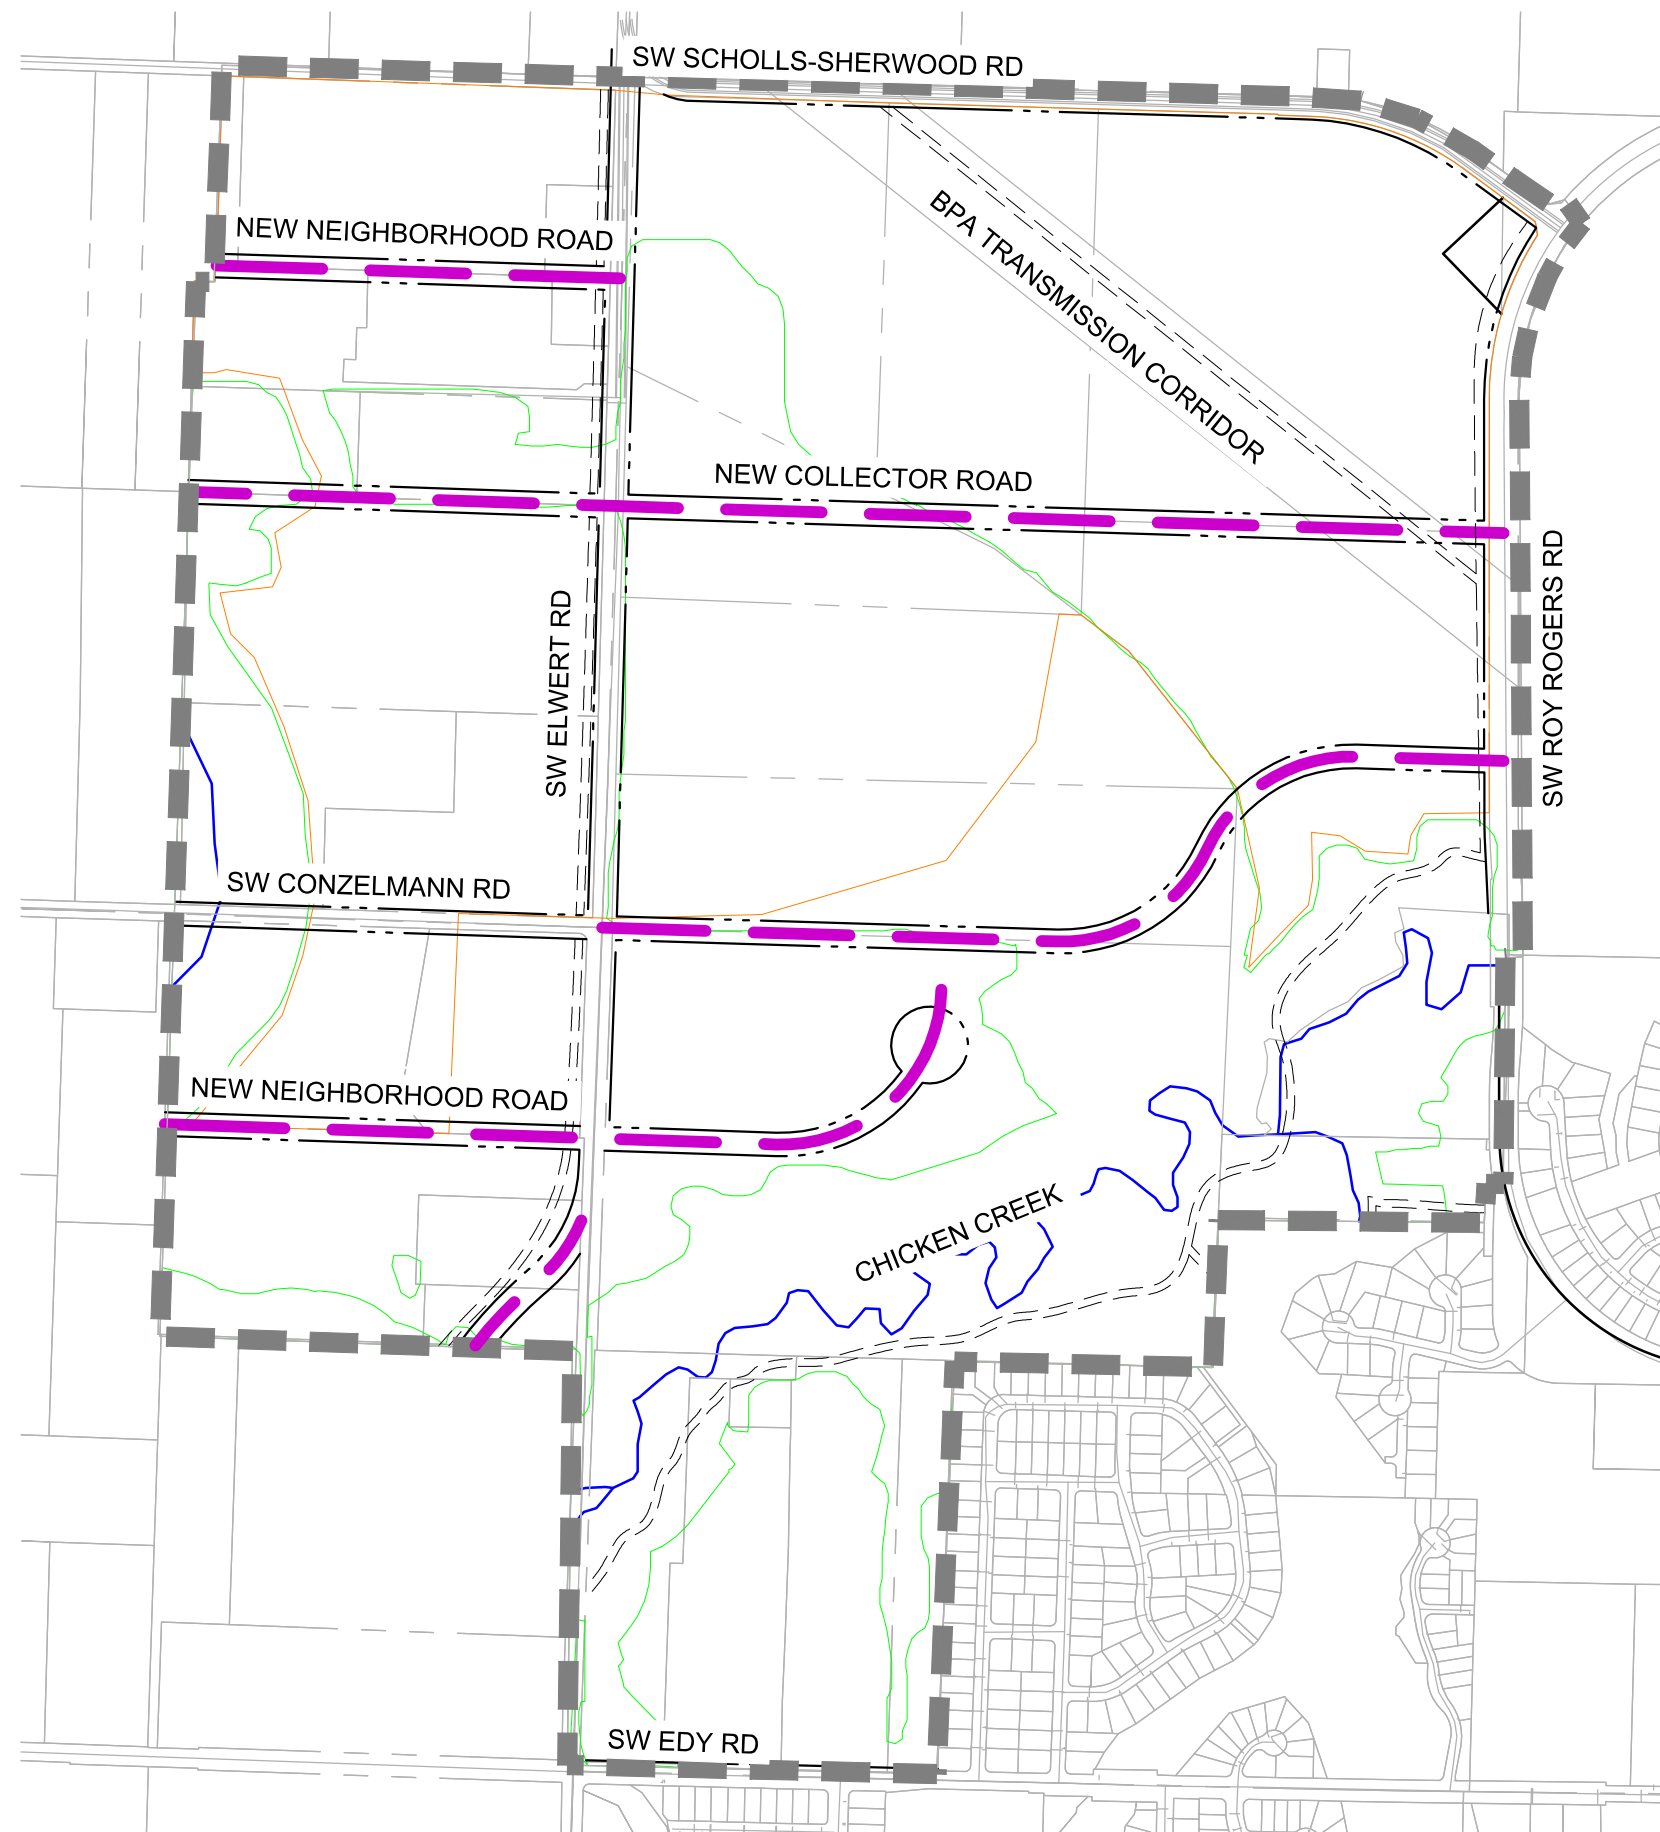 SW SCHOLLS-SHERWOOD RD
NEW NEIGHBORHOOD ROAD
BPA TRANSMISSION CORRIDOR
NEW COLLECTOR ROAD
SW ELWERT RD
SW ROY ROGERS RD
SW CONZELMANN RD
NEW NEIGHBORHOOD ROAD
CHICKEN CREEK
SW EDY RD